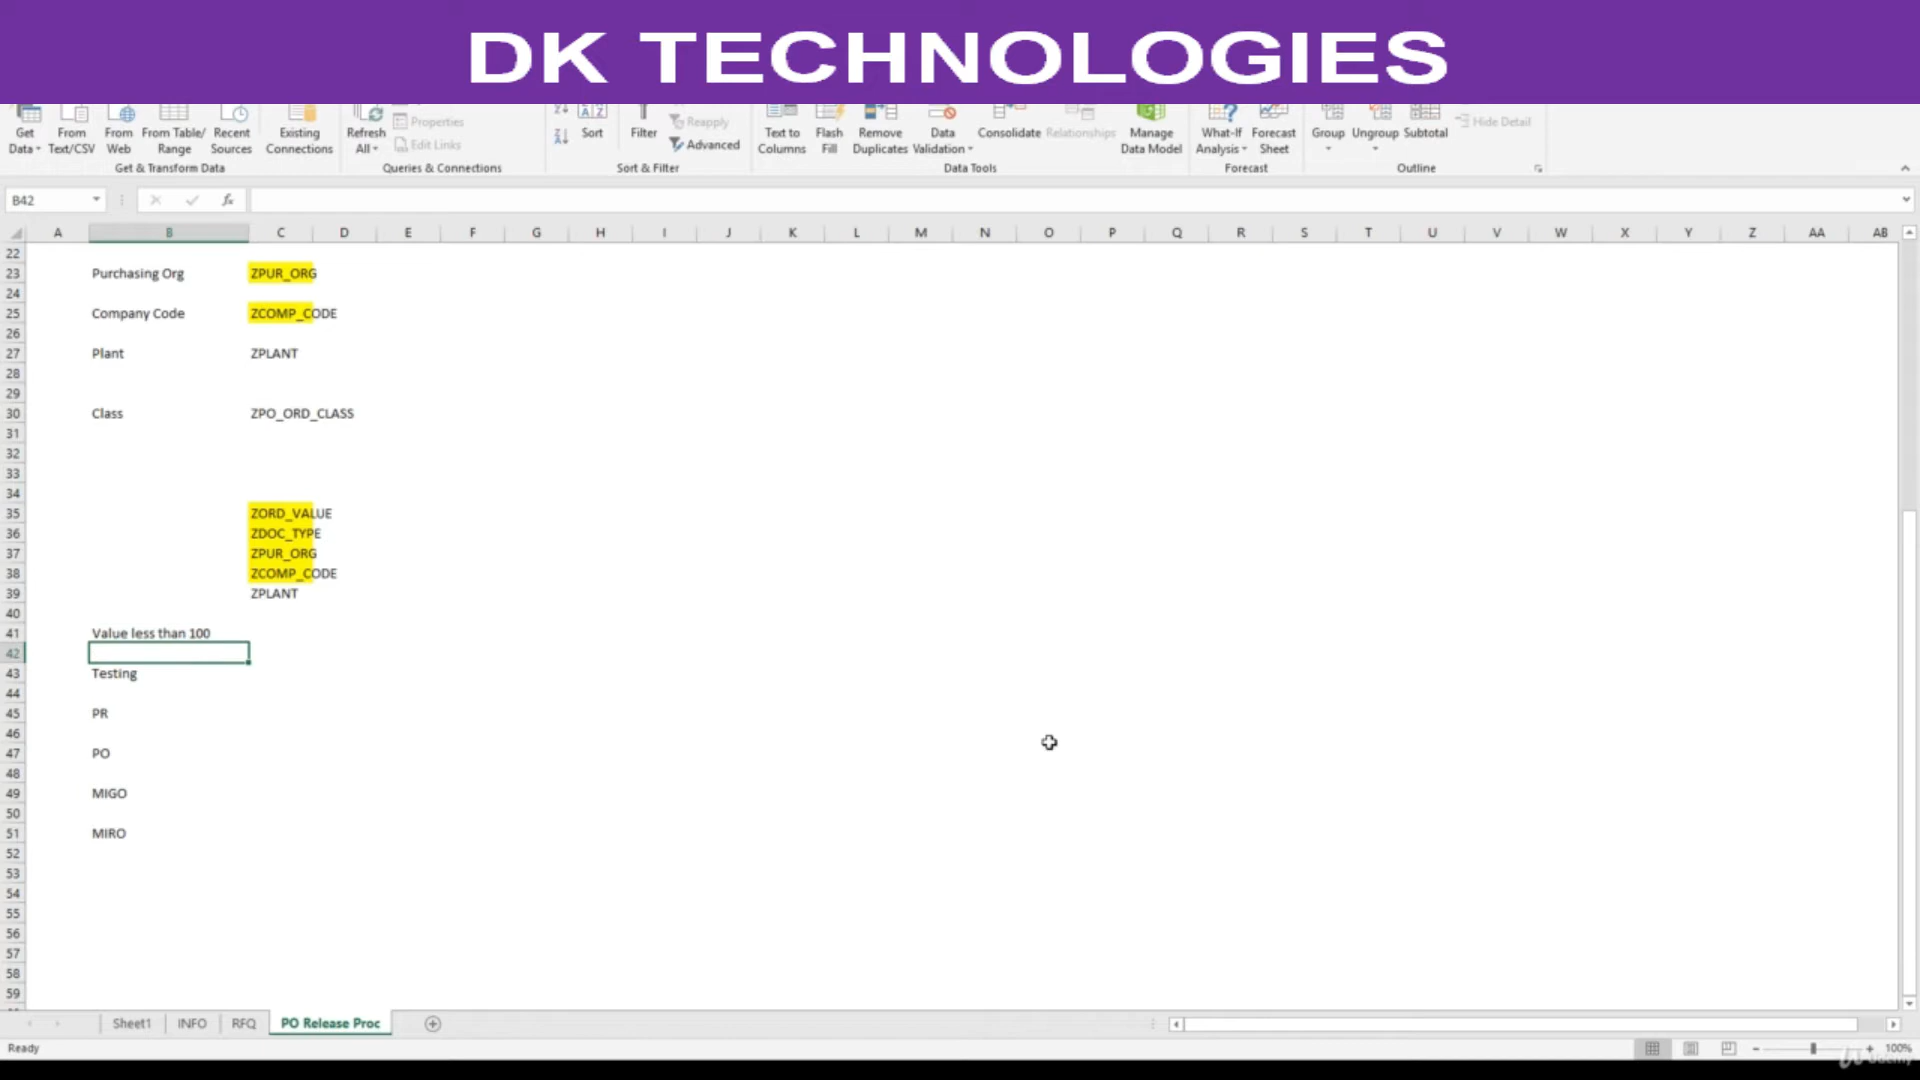 DK TECHNOLOGIES
Get Data
From Text/CSV
From Web
From Table/ Range
Recent Sources
Existing Connections
Refresh All
Properties
Edit Links
Sort
Filter
Reapply
Advanced
Text to Columns
Flash Fill
Remove Duplicates
Data Validation
Consolidate
Relationships
Manage Data Model
What-If Analysis
Forecast Sheet
Group
Ungroup
Subtotal
Hide Detail
Get & Transform Data
Queries & Connections
Sort & Filter
Data Tools
Forecast
Outline
B42
fx
A B C D E F G H I J K L M N O P Q R S T U V W X Y Z AA AB
22
23 Purchasing Org ZPUR_ORG
24
25 Company Code ZCOMP_CODE
26
27 Plant ZPLANT
28
29
30 Class ZPO_ORD_CLASS
31
32
33
34
35 ZORD_VALUE
36 ZDOC_TYPE
37 ZPUR_ORG
38 ZCOMP_CODE
39 ZPLANT
40
41 Value less than 100
42
43 Testing
44
45 PR
46
47 PO
48
49 MIGO
50
51 MIRO
52
53
54
55
56
57
58
59
Sheet1 INFO RFQ PO Release Proc
Ready
100%
Udemy